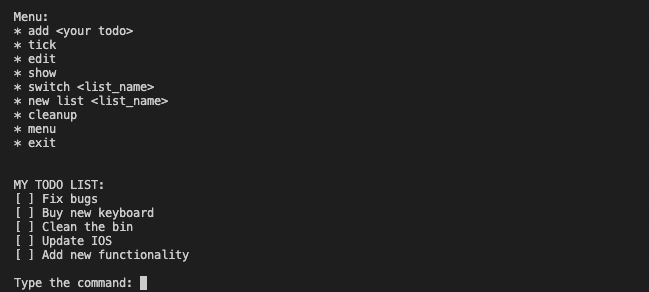 Menu:
* add <your todo>
* tick
* edit
* show
* switch <list_name>
* new list <list_name>
* cleanup
* menu
* exit
MY TODO LIST:
[ ] Fix bugs
[ ] Buy new keyboard
[ ] Clean the bin
[ ] Update IOS
[ ] Add new functionality
Type the command: